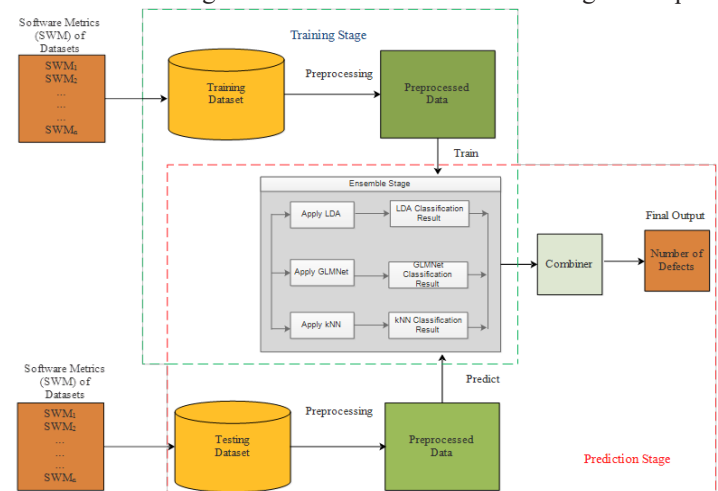 Training Stage
Software Metrics
(SWM) of
Datasets
SWM₁
SWM₂
...
...
SWMₙ
Training
Dataset
Preprocessing
Preprocessed
Data
Train
Ensemble Stage
Apply LDA
LDA Classification
Result
Apply GLMNet
GLMNet
Classification
Result
Apply kNN
kNN Classification
Result
Combiner
Final Output
Number of
Defects
Predict
Software Metrics
(SWM) of
Datasets
SWM₁
SWM₂
...
...
SWMₙ
Testing
Dataset
Preprocessing
Preprocessed
Data
Prediction Stage